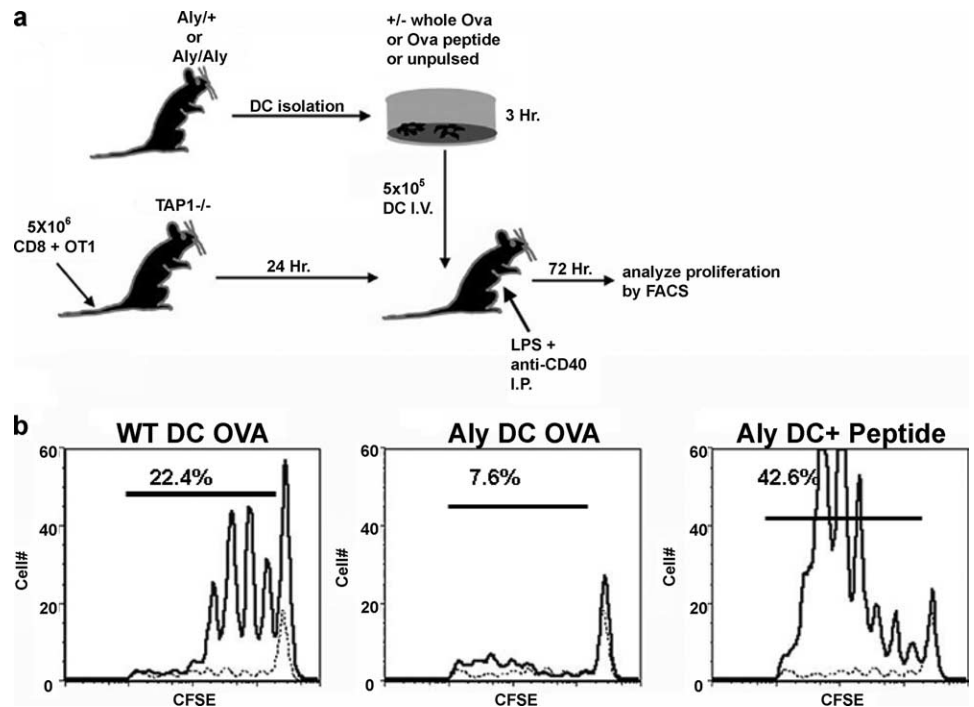 a
Aly/+
or
Aly/Aly
+/- whole Ova
or Ova peptide
or unpulsed
DC isolation
3 Hr.
5x10⁵
DC I.V.
TAP1-/-
5X10⁶
CD8 + OT1
24 Hr.
72 Hr.
analyze proliferation
by FACS
LPS +
anti-CD40
I.P.
b
WT DC OVA
Aly DC OVA
Aly DC+ Peptide
60
40
20
0
Cell#
22.4%
CFSE
60
40
20
0
Cell#
7.6%
CFSE
60
40
20
0
Cell#
42.6%
CFSE